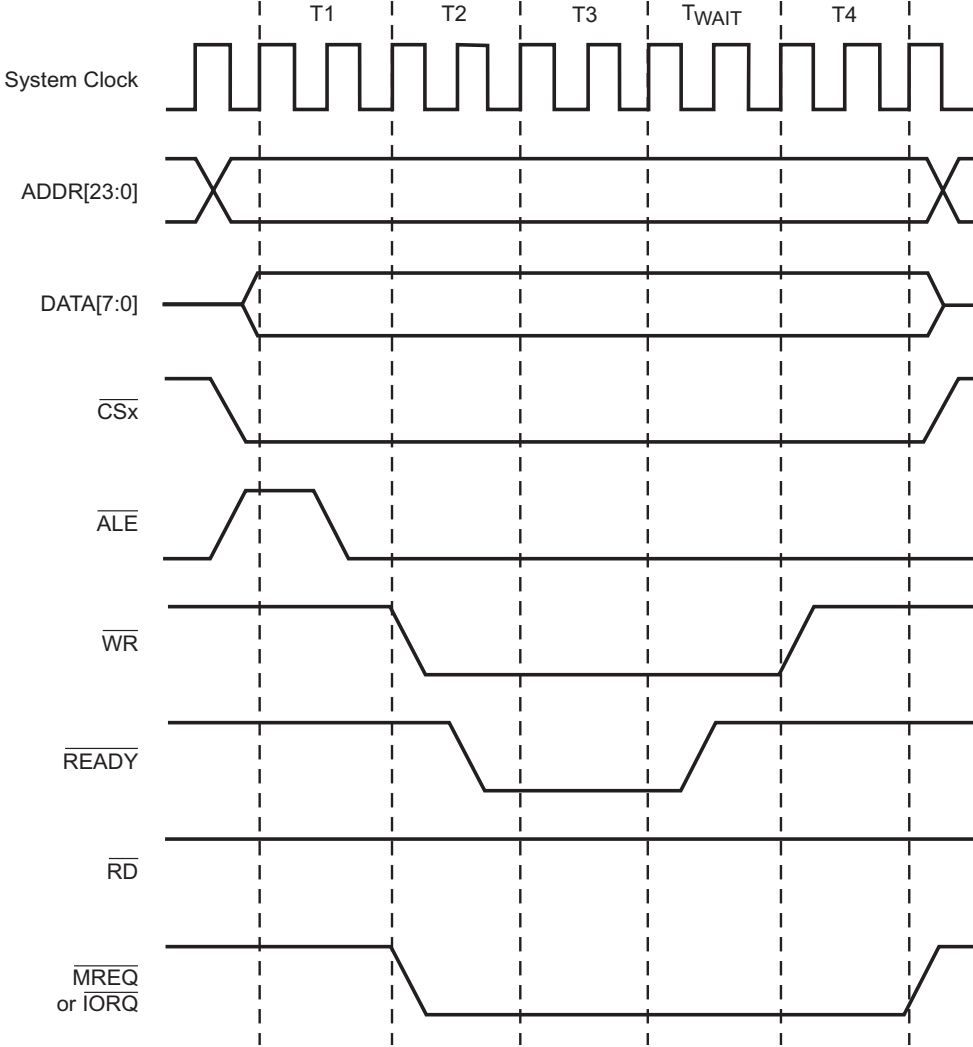 T1 T2 T3 TWAIT T4
System Clock
ADDR[23:0]
DATA[7:0]
CSx
ALE
WR
READY
RD
MREQ
or IORQ